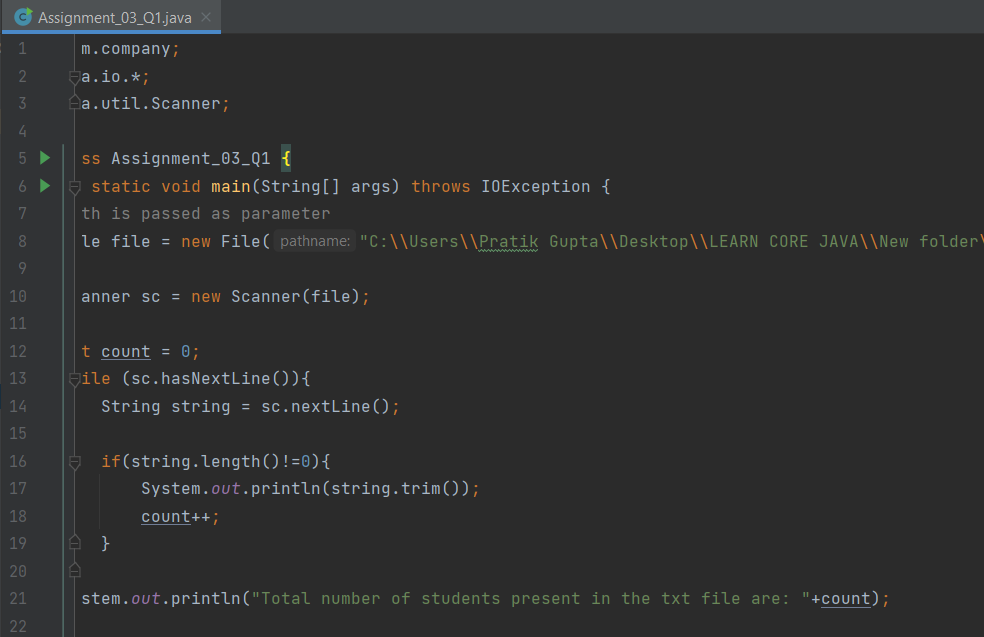 Assignment_03_Q1.java
1 m.company;
2 a.io.*;
3 a.util.Scanner;
4
5 ss Assignment_03_Q1 {
6 static void main(String[] args) throws IOException {
7 th is passed as parameter
8 le file = new File( pathname: "C:\\Users\\Pratik Gupta\\Desktop\\LEARN CORE JAVA\\New folder\
9
10 anner sc = new Scanner(file);
11
12 t count = 0;
13 ile (sc.hasNextLine()){
14 String string = sc.nextLine();
15
16 if(string.length()!=0){
17 System.out.println(string.trim());
18 count++;
19 }
20
21 stem.out.println("Total number of students present in the txt file are: "+count);
22